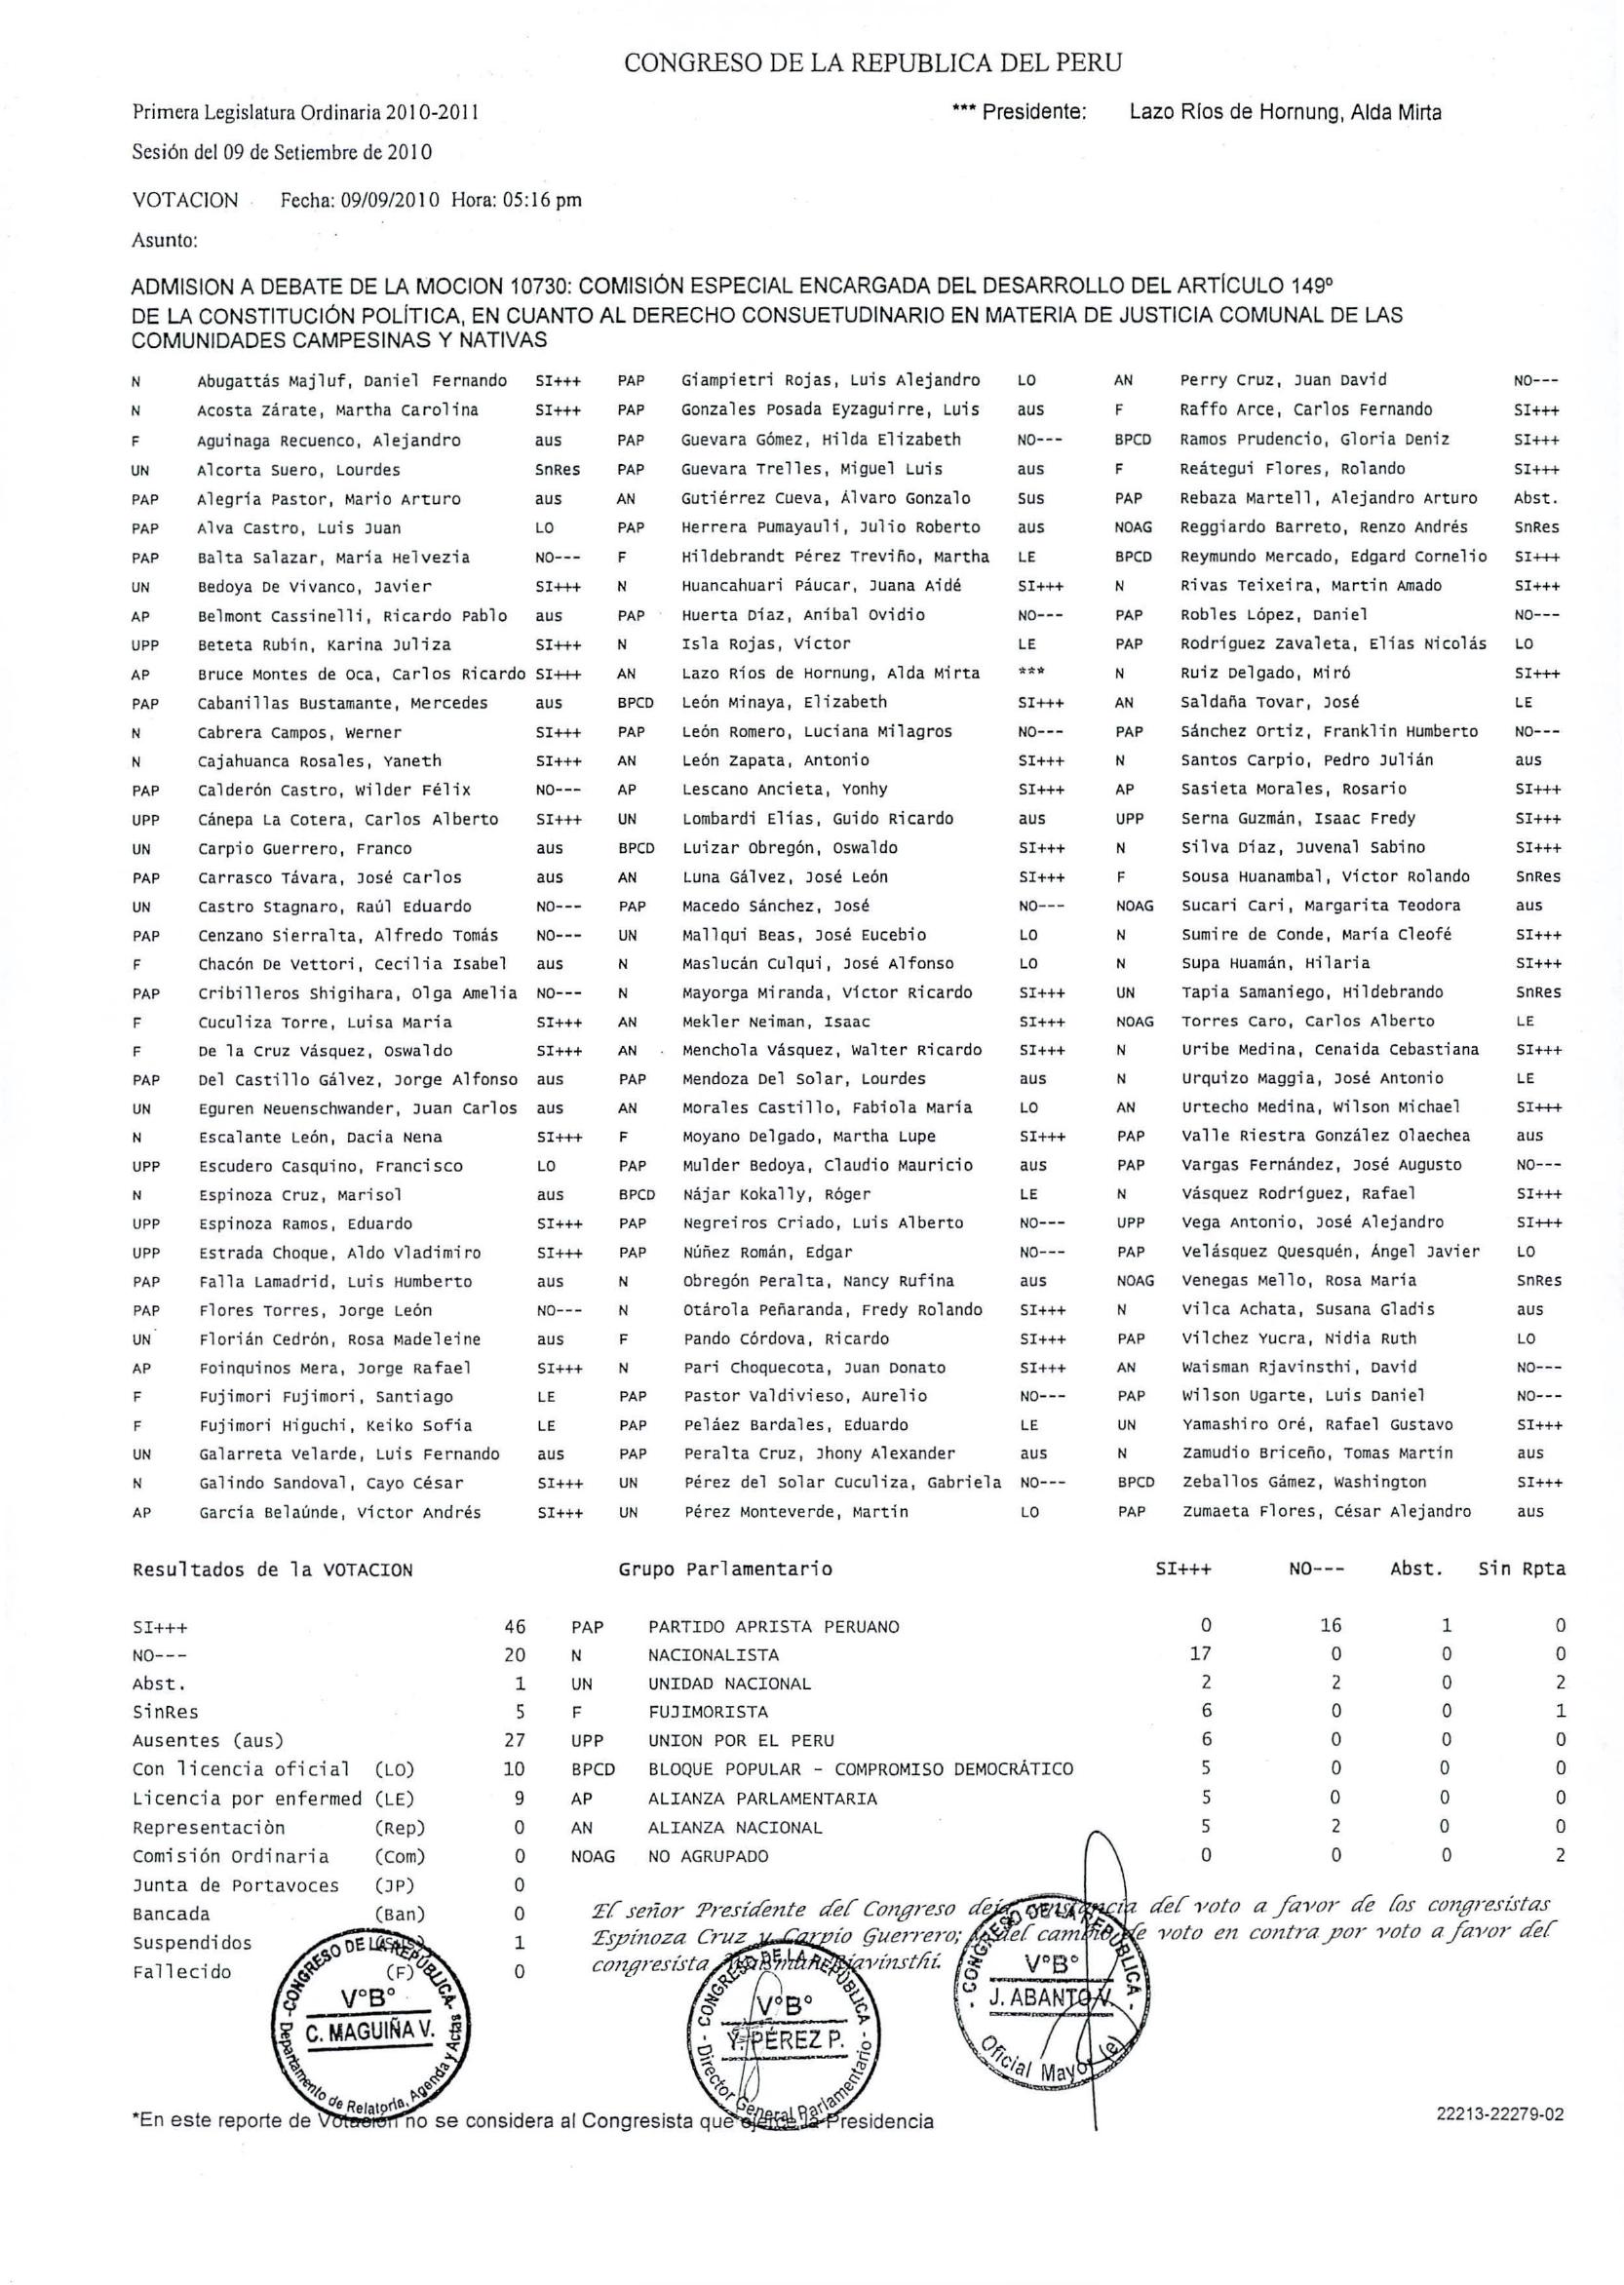 CONGRESO DE LA REPUBLICA DEL PERU
Primera Legislatura Ordinaria 2010-2011 *** Presidente: Lazo Ríos de Hornung, Alda Mirta
Sesión del 09 de Setiembre de 2010
VOTACION Fecha: 09/09/2010 Hora: 05:16 pm
Asunto:
ADMISION A DEBATE DE LA MOCION 10730: COMISIÓN ESPECIAL ENCARGADA DEL DESARROLLO DEL ARTÍCULO 149º
DE LA CONSTITUCIÓN POLÍTICA, EN CUANTO AL DERECHO CONSUETUDINARIO EN MATERIA DE JUSTICIA COMUNAL DE LAS
COMUNIDADES CAMPESINAS Y NATIVAS
N Abugattás Majluf, Daniel Fernando SI+++ PAP Giampietri Rojas, Luis Alejandro LO AN Perry Cruz, Juan David NO---
N Acosta Zárate, Martha Carolina SI+++ PAP Gonzales Posada Eyzaguirre, Luis aus F Raffo Arce, Carlos Fernando SI+++
F Aguinaga Recuenco, Alejandro aus PAP Guevara Gómez, Hilda Elizabeth NO--- BPCD Ramos Prudencio, Gloria Deniz SI+++
UN Alcorta Suero, Lourdes SnRes PAP Guevara Trelles, Miguel Luis aus F Reátegui Flores, Rolando SI+++
PAP Alegría Pastor, Mario Arturo aus AN Gutiérrez Cueva, Álvaro Gonzalo Sus PAP Rebaza Martell, Alejandro Arturo Abst.
PAP Alva Castro, Luis Juan LO PAP Herrera Pumayauli, Julio Roberto aus NOAG Reggiardo Barreto, Renzo Andrés SnRes
PAP Balta Salazar, María Helvezia NO--- F Hildebrandt Pérez Treviño, Martha LE BPCD Reymundo Mercado, Edgard Cornelio SI+++
UN Bedoya De Vivanco, Javier SI+++ N Huancahuari Páucar, Juana Aidé SI+++ N Rivas Teixeira, Martin Amado SI+++
AP Belmont Cassinelli, Ricardo Pablo aus PAP Huerta Díaz, Aníbal Ovidio NO--- PAP Robles López, Daniel NO---
UPP Beteta Rubín, Karina Juliza SI+++ N Isla Rojas, Víctor LE PAP Rodríguez Zavaleta, Elías Nicolás LO
AP Bruce Montes de Oca, Carlos Ricardo SI+++ AN Lazo Ríos de Hornung, Alda Mirta *** N Ruiz Delgado, Miró SI+++
PAP Cabanillas Bustamante, Mercedes aus BPCD León Minaya, Elizabeth SI+++ AN Saldaña Tovar, José LE
N Cabrera Campos, Werner SI+++ PAP León Romero, Luciana Milagros NO--- PAP Sánchez Ortiz, Franklin Humberto NO---
N Cajahuanca Rosales, Yaneth SI+++ AN León Zapata, Antonio SI+++ N Santos Carpio, Pedro Julián aus
PAP Calderón Castro, Wilder Félix NO--- AP Lescano Ancieta, Yonhy SI+++ AP Sasieta Morales, Rosario SI+++
UPP Cánepa La Cotera, Carlos Alberto SI+++ UN Lombardi Elías, Guido Ricardo aus UPP Serna Guzmán, Isaac Fredy SI+++
UN Carpio Guerrero, Franco aus BPCD Luizar Obregón, Oswaldo SI+++ N Silva Díaz, Juvenal Sabino SI+++
PAP Carrasco Távara, José Carlos aus AN Luna Gálvez, José León SI+++ F Sousa Huanambal, Víctor Rolando SnRes
UN Castro Stagnaro, Raúl Eduardo NO--- PAP Macedo Sánchez, José NO--- NOAG Sucari Cari, Margarita Teodora aus
PAP Cenzano Sierralta, Alfredo Tomás NO--- UN Mallqui Beas, José Eucebio LO N Sumire de Conde, María Cleofé SI+++
F Chacón De Vettori, Cecilia Isabel aus N Maslucán Culqui, José Alfonso LO N Supa Huamán, Hilaria SI+++
PAP Cribilleros Shigihara, Olga Amelia NO--- N Mayorga Miranda, Víctor Ricardo SI+++ UN Tapia Samaniego, Hildebrando SnRes
F Cuculiza Torre, Luisa María SI+++ AN Mekler Neiman, Isaac SI+++ NOAG Torres Caro, Carlos Alberto LE
F De la Cruz Vásquez, Oswaldo SI+++ AN Menchola Vásquez, Walter Ricardo SI+++ N Uribe Medina, Cenaida Cebastiana SI+++
PAP Del Castillo Gálvez, Jorge Alfonso aus PAP Mendoza Del Solar, Lourdes aus N Urquizo Maggia, José Antonio LE
UN Eguren Neuenschwander, Juan Carlos aus AN Morales Castillo, Fabiola María LO AN Urtecho Medina, Wilson Michael SI+++
N Escalante León, Dacia Nena SI+++ F Moyano Delgado, Martha Lupe SI+++ PAP Valle Riestra González Olaechea aus
UPP Escudero Casquino, Francisco LO PAP Mulder Bedoya, Claudio Mauricio aus PAP Vargas Fernández, José Augusto NO---
N Espinoza Cruz, Marisol aus BPCD Nájar Kokally, Róger LE N Vásquez Rodríguez, Rafael SI+++
UPP Espinoza Ramos, Eduardo SI+++ PAP Negreiros Criado, Luis Alberto NO--- UPP Vega Antonio, José Alejandro SI+++
UPP Estrada Choque, Aldo Vladimiro SI+++ PAP Núñez Román, Edgar NO--- PAP Velásquez Quesquén, Ángel Javier LO
PAP Falla Lamadrid, Luis Humberto aus N Obregón Peralta, Nancy Rufina aus NOAG Venegas Mello, Rosa María SnRes
PAP Flores Torres, Jorge León NO--- N Otárola Peñaranda, Fredy Rolando SI+++ N Vilca Achata, Susana Gladis aus
UN Florián Cedrón, Rosa Madeleine aus F Pando Córdova, Ricardo SI+++ PAP Vilchez Yucra, Nidia Ruth LO
AP Foinquinos Mera, Jorge Rafael SI+++ N Pari Choquecota, Juan Donato SI+++ AN Waisman Rjavinsthi, David NO---
F Fujimori Fujimori, Santiago LE PAP Pastor Valdivieso, Aurelio NO--- PAP Wilson Ugarte, Luis Daniel NO---
F Fujimori Higuchi, Keiko Sofía LE PAP Peláez Bardales, Eduardo LE UN Yamashiro Oré, Rafael Gustavo SI+++
UN Galarreta Velarde, Luis Fernando aus PAP Peralta Cruz, Jhony Alexander aus N Zamudio Briceño, Tomas Martín aus
N Galindo Sandoval, Cayo César SI+++ UN Pérez del Solar Cuculiza, Gabriela NO--- BPCD Zeballos Gámez, Washington SI+++
AP García Belaúnde, Víctor Andrés SI+++ UN Pérez Monteverde, Martín LO PAP Zumaeta Flores, César Alejandro aus
Resultados de la VOTACION Grupo Parlamentario SI+++ NO--- Abst. Sin Rpta
SI+++ 46 PAP PARTIDO APRISTA PERUANO 0 16 1 0
NO--- 20 N NACIONALISTA 17 0 0 0
Abst. 1 UN UNIDAD NACIONAL 2 2 0 2
SinRes 5 F FUJIMORISTA 6 0 0 1
Ausentes (aus) 27 UPP UNION POR EL PERU 6 0 0 0
Con licencia oficial (LO) 10 BPCD BLOQUE POPULAR - COMPROMISO DEMOCRÁTICO 5 0 0 0
Licencia por enfermed (LE) 9 AP ALIANZA PARLAMENTARIA 5 0 0 0
Representaciòn (Rep) 0 AN ALIANZA NACIONAL 5 2 0 0
Comisión Ordinaria (Com) 0 NOAG NO AGRUPADO 0 0 0 2
Junta de Portavoces (JP) 0
Bancada (Ban) 0
Suspendidos 1
Fallecido (F) 0
El señor Presidente del Congreso deja constancia del voto a favor de los congresistas
Espinoza Cruz y Carpio Guerrero; del cambio de voto en contra por voto a favor del
congresista Waisman Rjavinsthi.
CONGRESO DE LA REPÚBLICA
VºBº
C. MAGUIÑA V.
Departamento de Relatoría, Agenda y Actas
CONGRESO DE LA REPÚBLICA
VºBº
Y. PÉREZ P.
Director General Parlamentario
CONGRESO DE LA REPUBLICA
VºBº
J. ABANTO V.
Oficial Mayor (e)
*En este reporte de Votación no se considera al Congresista que ejerce la Presidencia
22213-22279-02